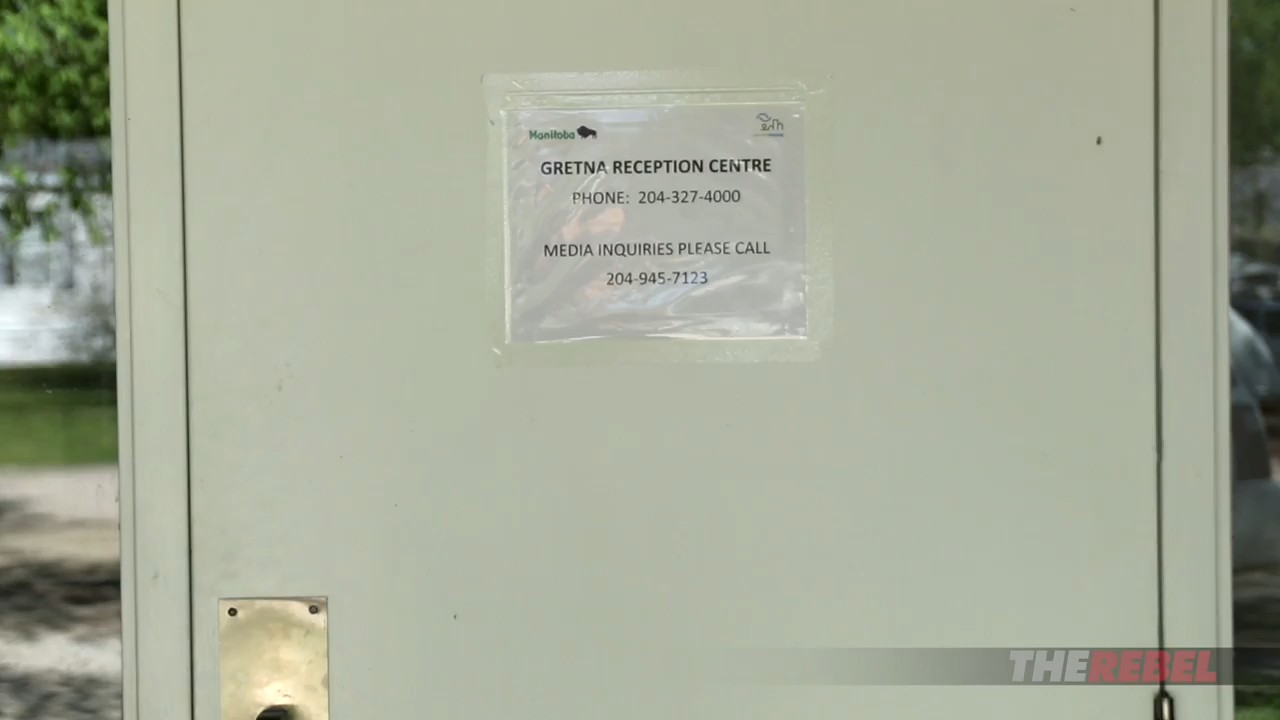 Manitoba
GRETNA RECEPTION CENTRE
PHONE: 204-327-4000
MEDIA INQUIRIES PLEASE CALL
204-945-7123
THEREBEL